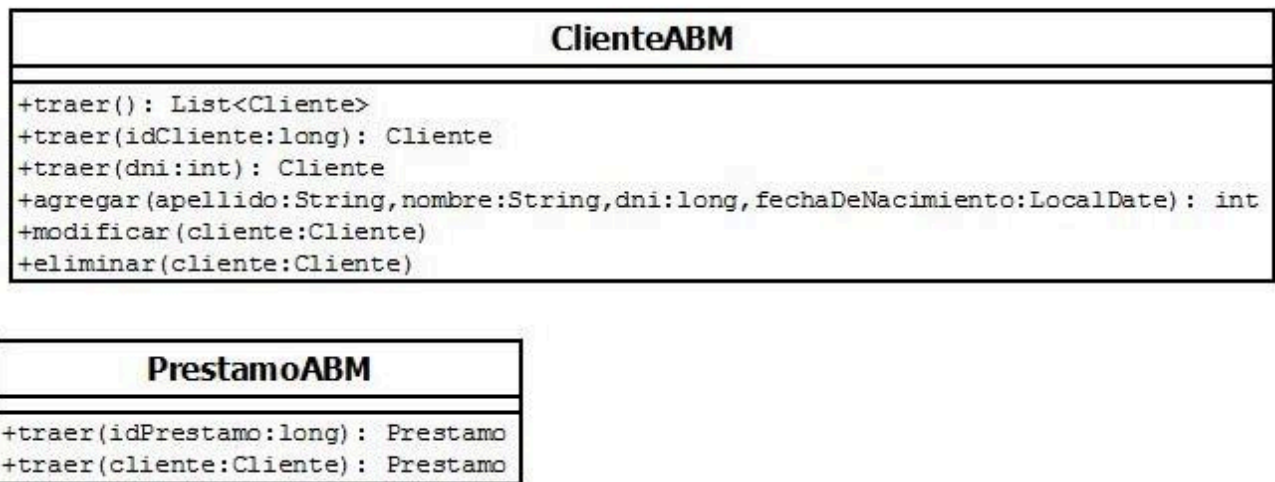 ClienteABM
+traer(): List<Cliente>
+traer(idCliente:long): Cliente
+traer(dni:int): Cliente
+agregar(apellido:String,nombre:String,dni:long,fechaDeNacimiento:LocalDate): int
+modificar(cliente:Cliente)
+eliminar(cliente:Cliente)
PrestamoABM
+traer(idPrestamo:long): Prestamo
+traer(cliente:Cliente): Prestamo